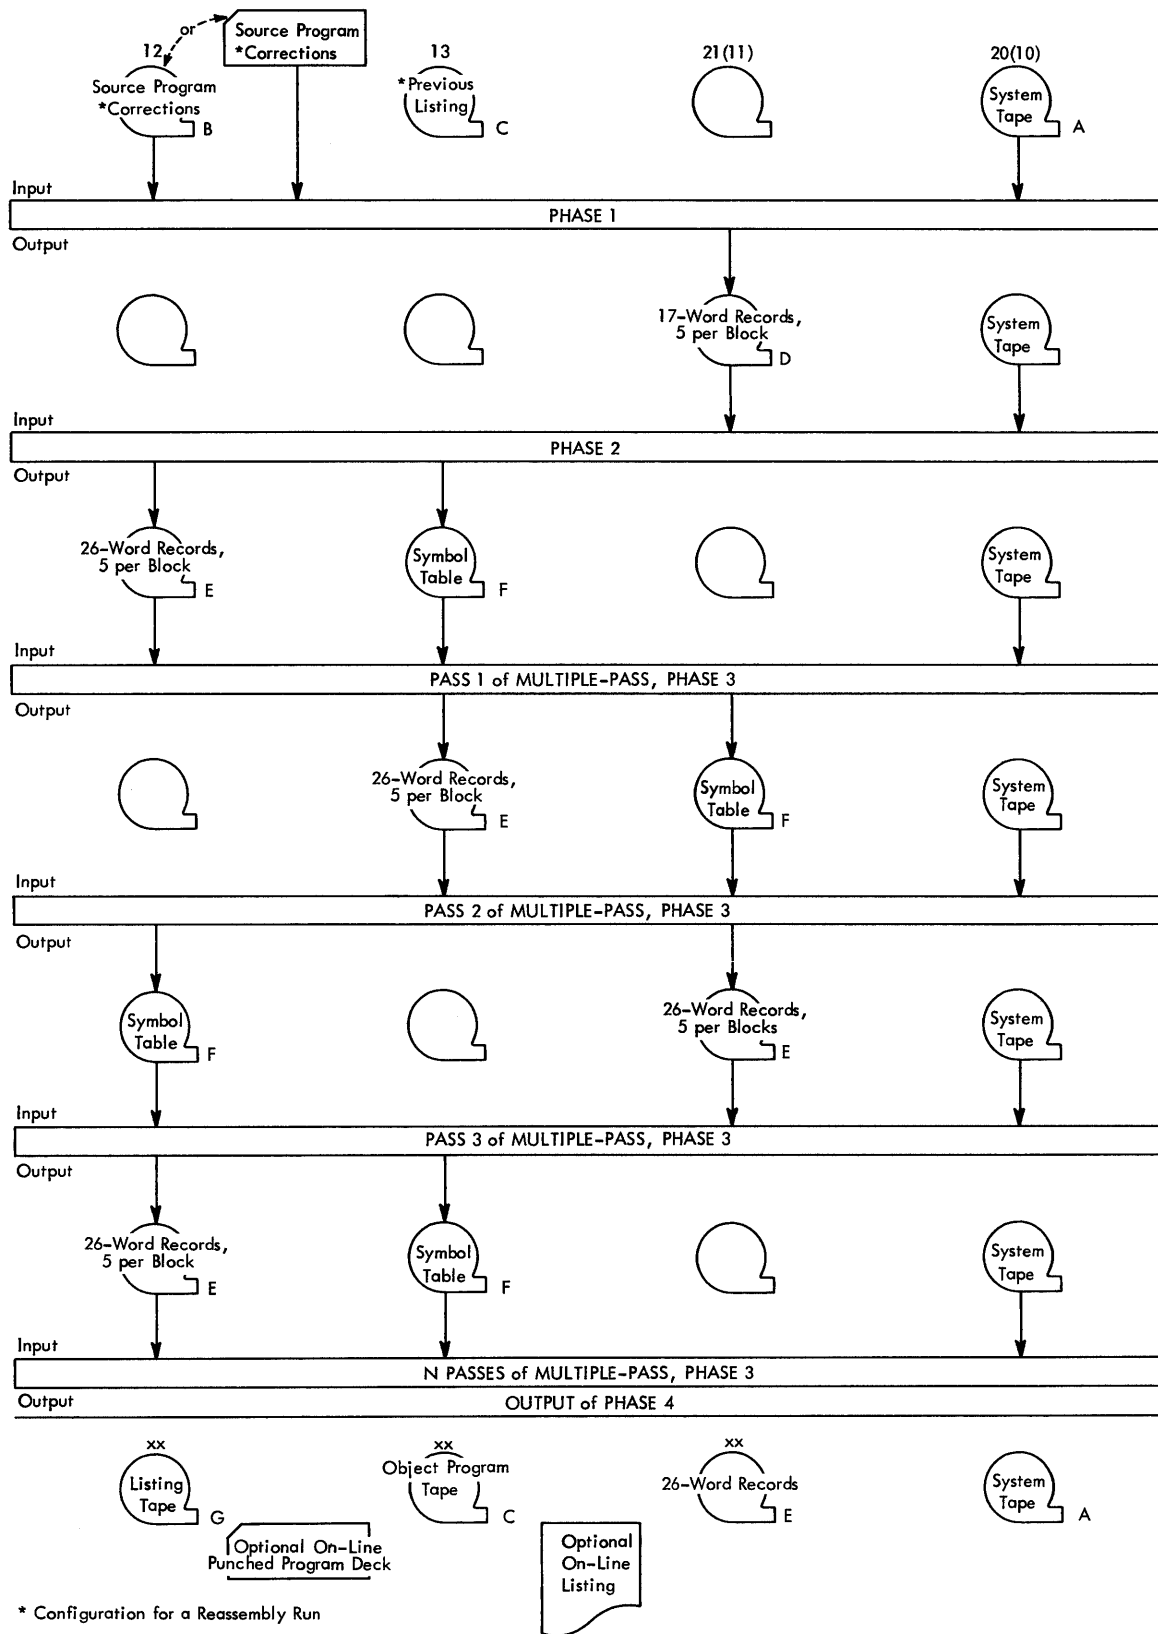 or
Source Program
*Corrections
12
13
21(11)
20(10)
Source Program
*Corrections
B
*Previous
Listing
C
System
Tape
A
Input
PHASE 1
Output
17-Word Records,
5 per Block
D
System
Tape
Input
PHASE 2
Output
26-Word Records,
5 per Block
E
Symbol
Table
F
System
Tape
Input
PASS 1 of MULTIPLE-PASS, PHASE 3
Output
26-Word Records,
5 per Block
E
Symbol
Table
F
System
Tape
Input
PASS 2 of MULTIPLE-PASS, PHASE 3
Output
Symbol
Table
F
26-Word Records,
5 per Blocks
E
System
Tape
Input
PASS 3 of MULTIPLE-PASS, PHASE 3
Output
26-Word Records,
5 per Block
E
Symbol
Table
F
System
Tape
Input
N PASSES of MULTIPLE-PASS, PHASE 3
Output
OUTPUT of PHASE 4
xx
Listing
Tape
G
xx
Object Program
Tape
C
xx
26-Word Records
E
System
Tape
A
Optional On-Line
Punched Program Deck
Optional
On-Line
Listing
* Configuration for a Reassembly Run